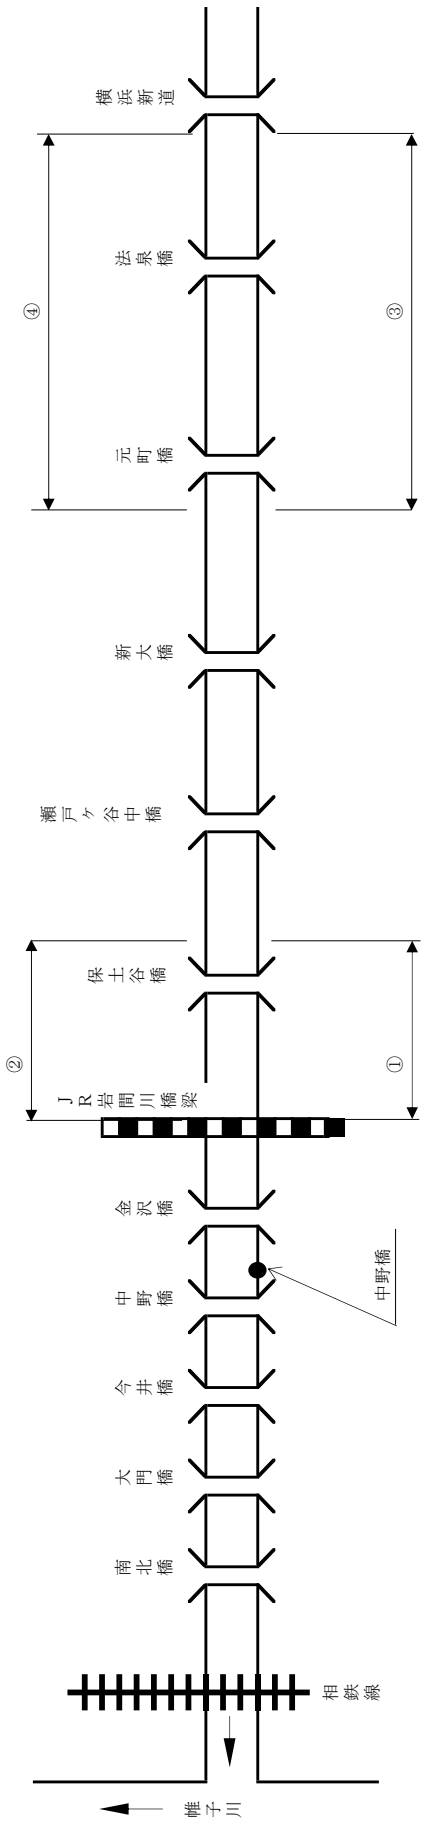 横浜新道
④
③
法泉橋
元町橋
新大橋
瀬戸ヶ谷中橋
保土谷橋
②
①
JR岩間川橋梁
金沢橋
中野橋
中野橋
今井橋
大門橋
南北橋
相鉄線
帷子川